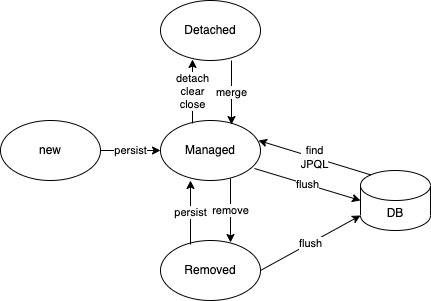 Detached
detach
clear
close
merge
new
persist
Managed
find
JPQL
flush
DB
persist
remove
flush
Removed